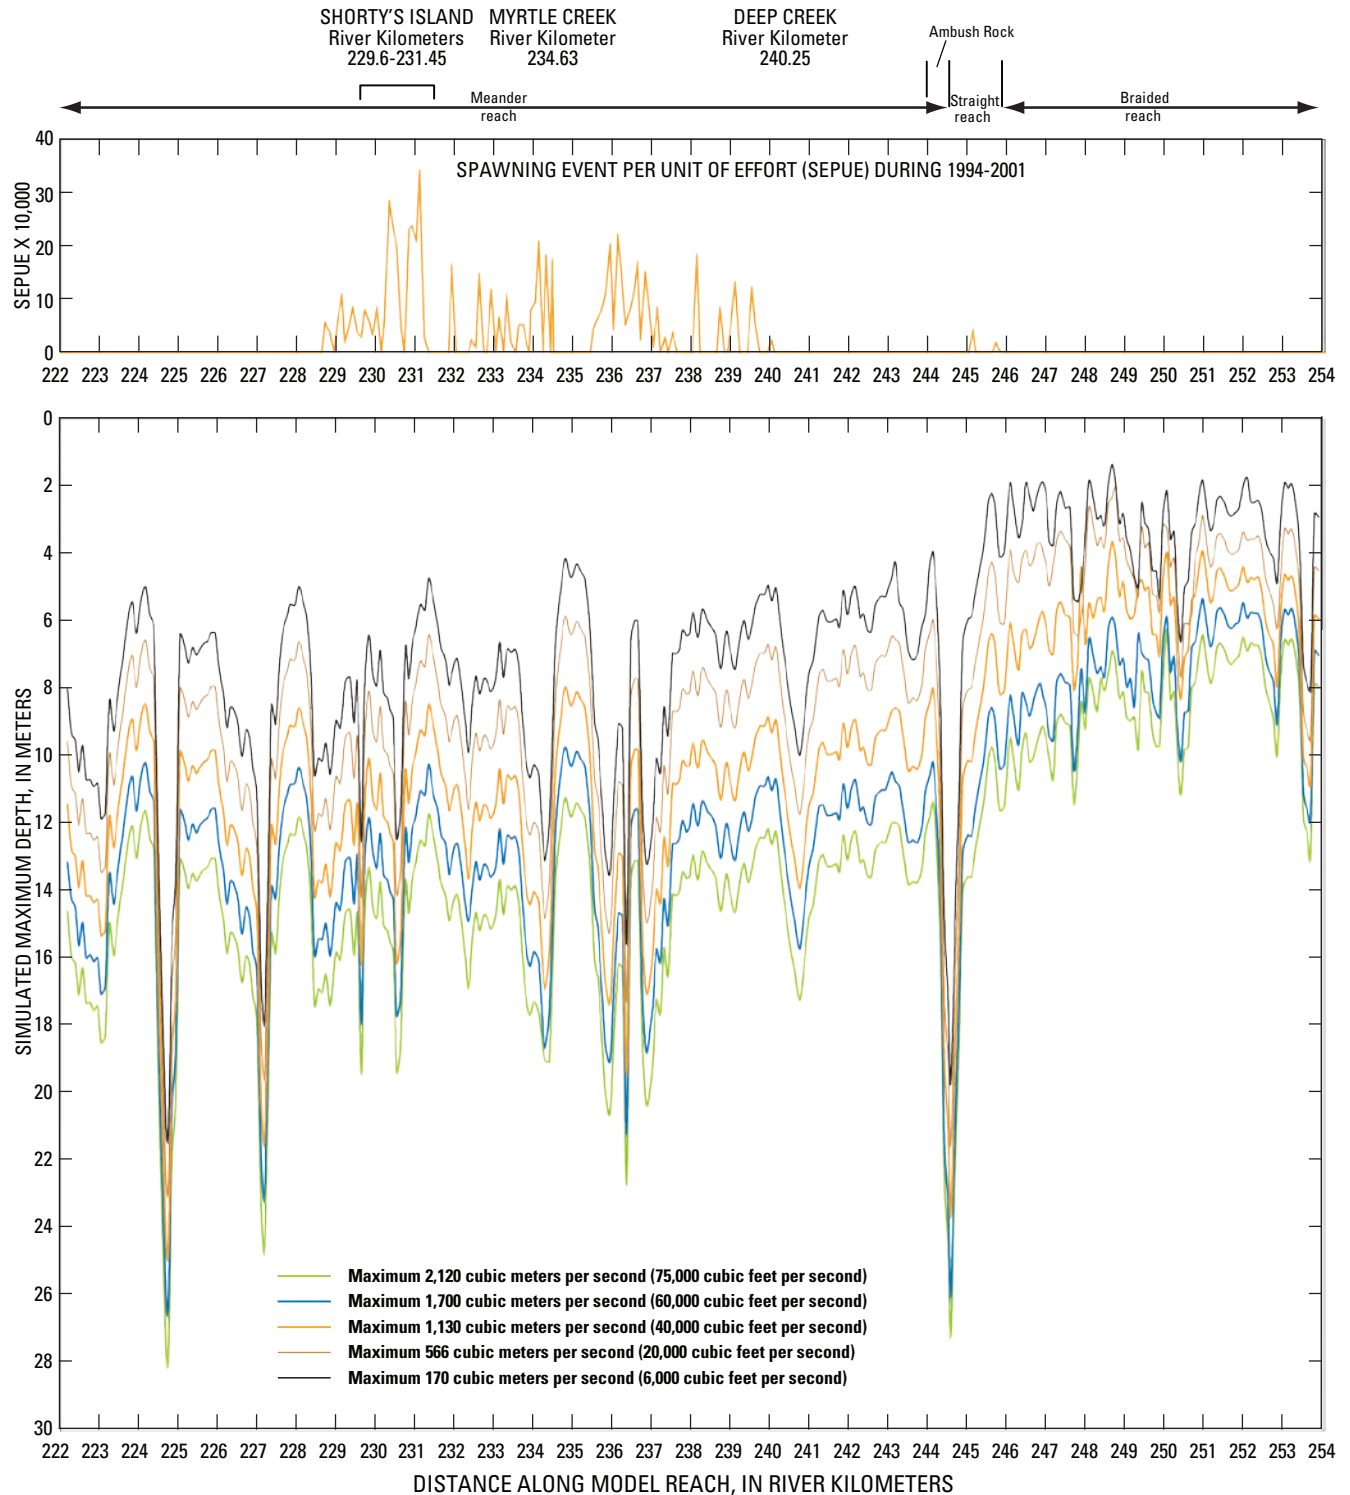 SHORTY'S ISLAND
River Kilometers
229.6-231.45
MYRTLE CREEK
River Kilometer
234.63
DEEP CREEK
River Kilometer
240.25
Ambush Rock
Meander
reach
Straight
reach
Braided
reach
SPAWNING EVENT PER UNIT OF EFFORT (SEPUE) DURING 1994-2001
SEPUE X 10,000
40
30
20
10
0
222 223 224 225 227 228 229 230 231 232 233 234 235 236 237 238 239 240 241 242 243 244 245 246 247 248 249 250 251 252 253 254
SIMULATED MAXIMUM DEPTH, IN METERS
0
2
4
6
8
10
12
14
16
18
20
22
24
26
28
30
Maximum 2,120 cubic meters per second (75,000 cubic feet per second)
Maximum 1,700 cubic meters per second (60,000 cubic feet per second)
Maximum 1,130 cubic meters per second (40,000 cubic feet per second)
Maximum 566 cubic meters per second (20,000 cubic feet per second)
Maximum 170 cubic meters per second (6,000 cubic feet per second)
222 223 224 225 227 228 229 230 231 232 233 234 235 236 237 238 239 240 241 242 243 244 245 246 247 248 249 250 251 252 253 254
DISTANCE ALONG MODEL REACH, IN RIVER KILOMETERS